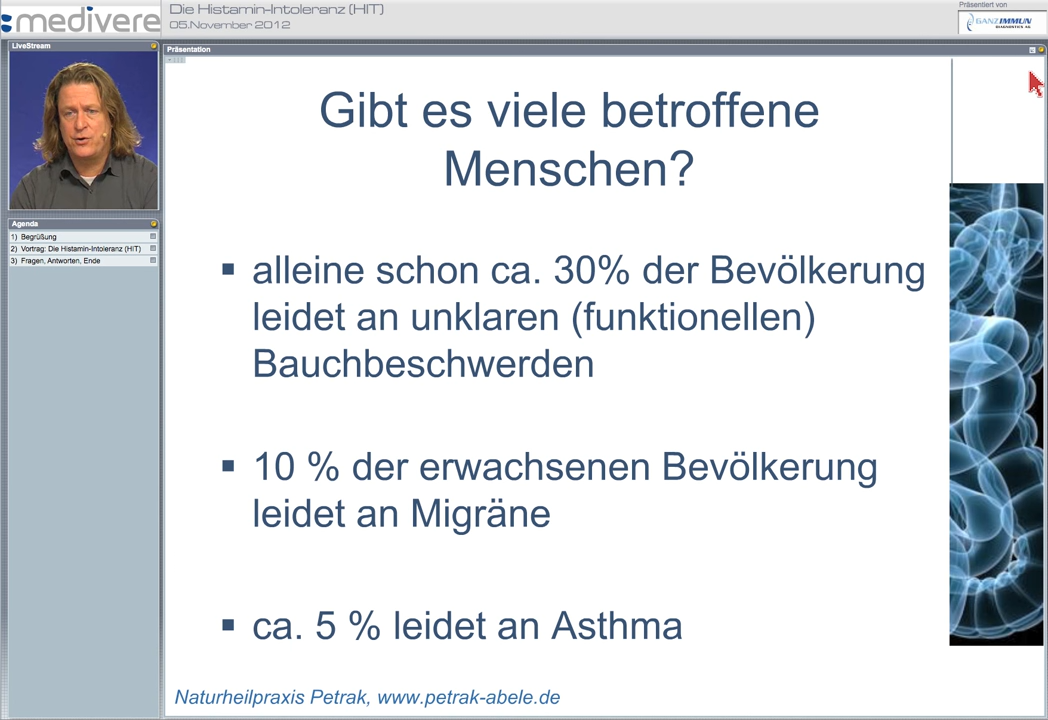 medivere
Die Histamin-Intoleranz (HIT)
05.November 2012
Präsentiert von
GANZIMMUN
DIAGNOSTICS AG
LiveStream
Agenda
1) Begrüßung
2) Vortrag: Die Histamin-Intoleranz (HIT)
3) Fragen, Antworten, Ende
Präsentation
Gibt es viele betroffene
Menschen?
▪ alleine schon ca. 30% der Bevölkerung
leidet an unklaren (funktionellen)
Bauchbeschwerden
▪ 10 % der erwachsenen Bevölkerung
leidet an Migräne
▪ ca. 5 % leidet an Asthma
Naturheilpraxis Petrak, www.petrak-abele.de